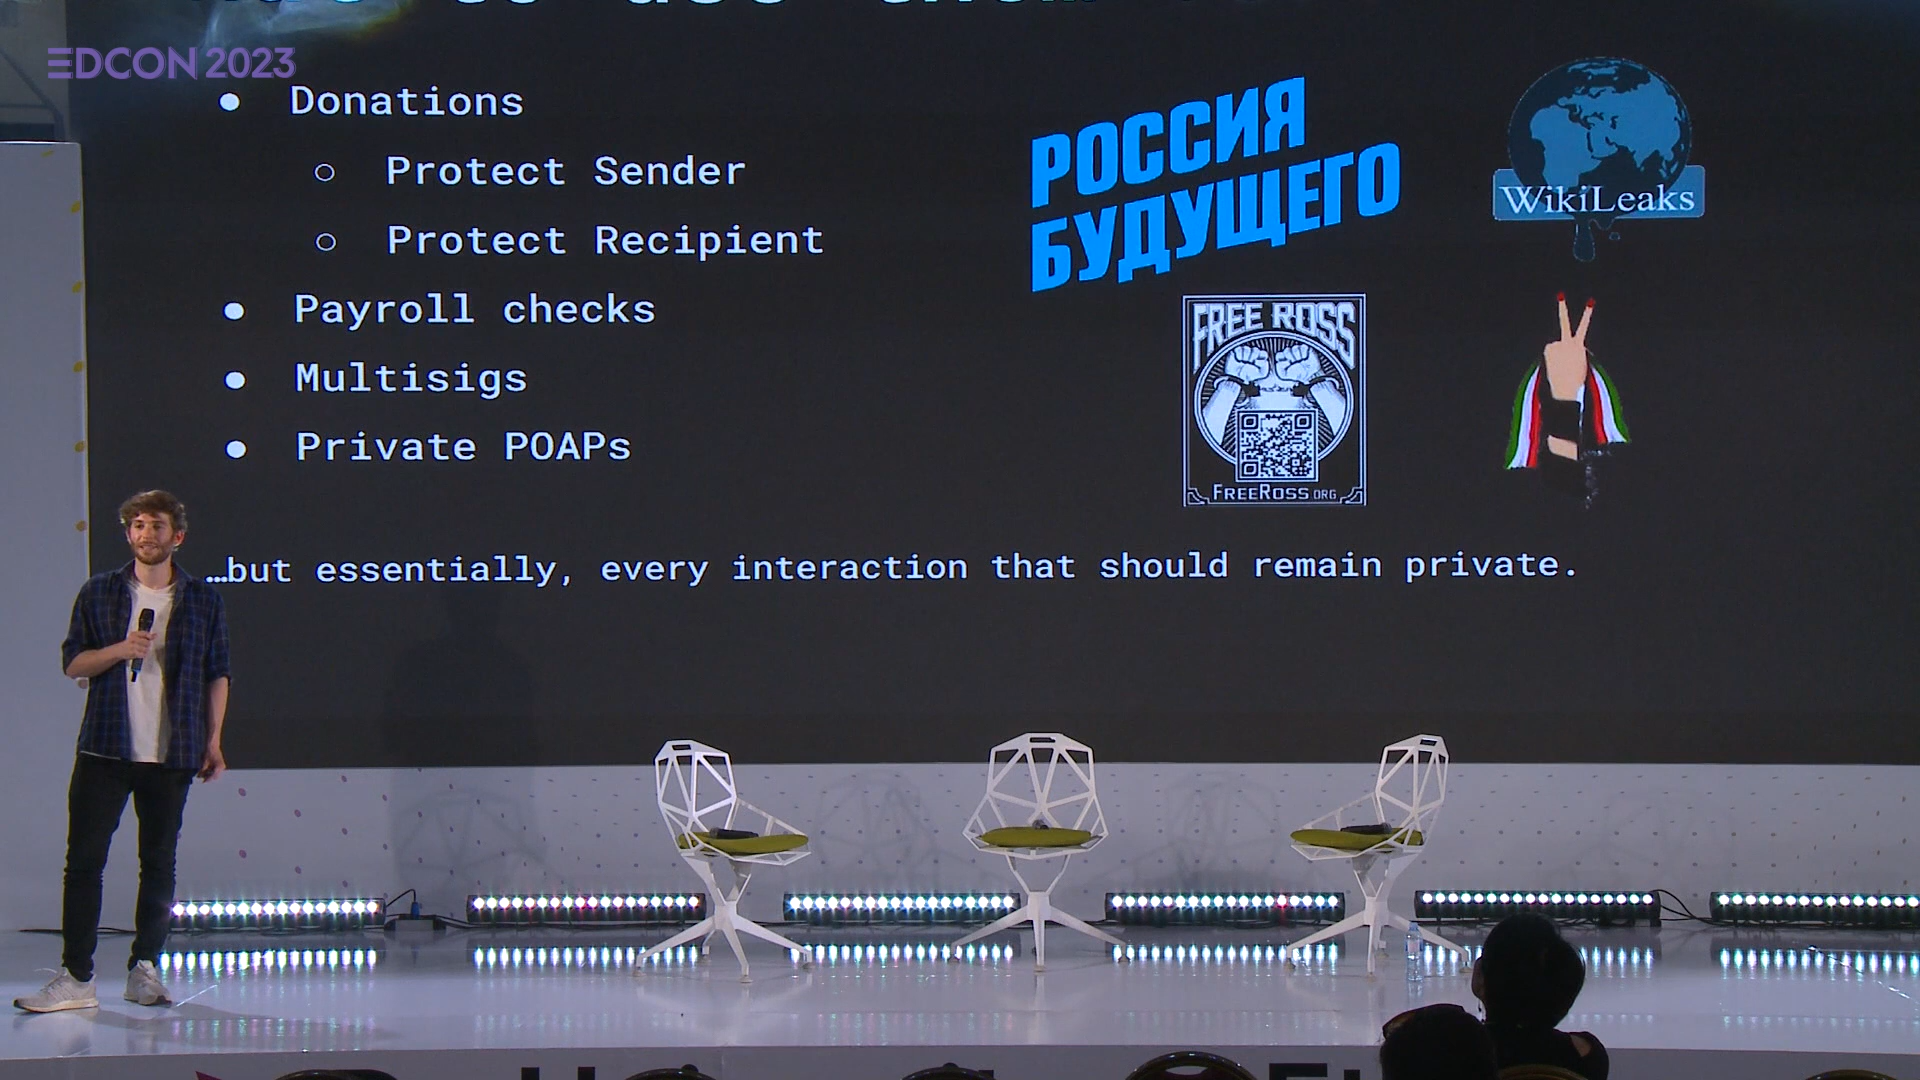 EDCON 2023
● Donations
○ Protect Sender
○ Protect Recipient
● Payroll checks
● Multisigs
● Private POAPs
…but essentially, every interaction that should remain private.
РОССИЯ
БУДУЩЕГО
WikiLeaks
FREE ROSS
FREEROSS.ORG